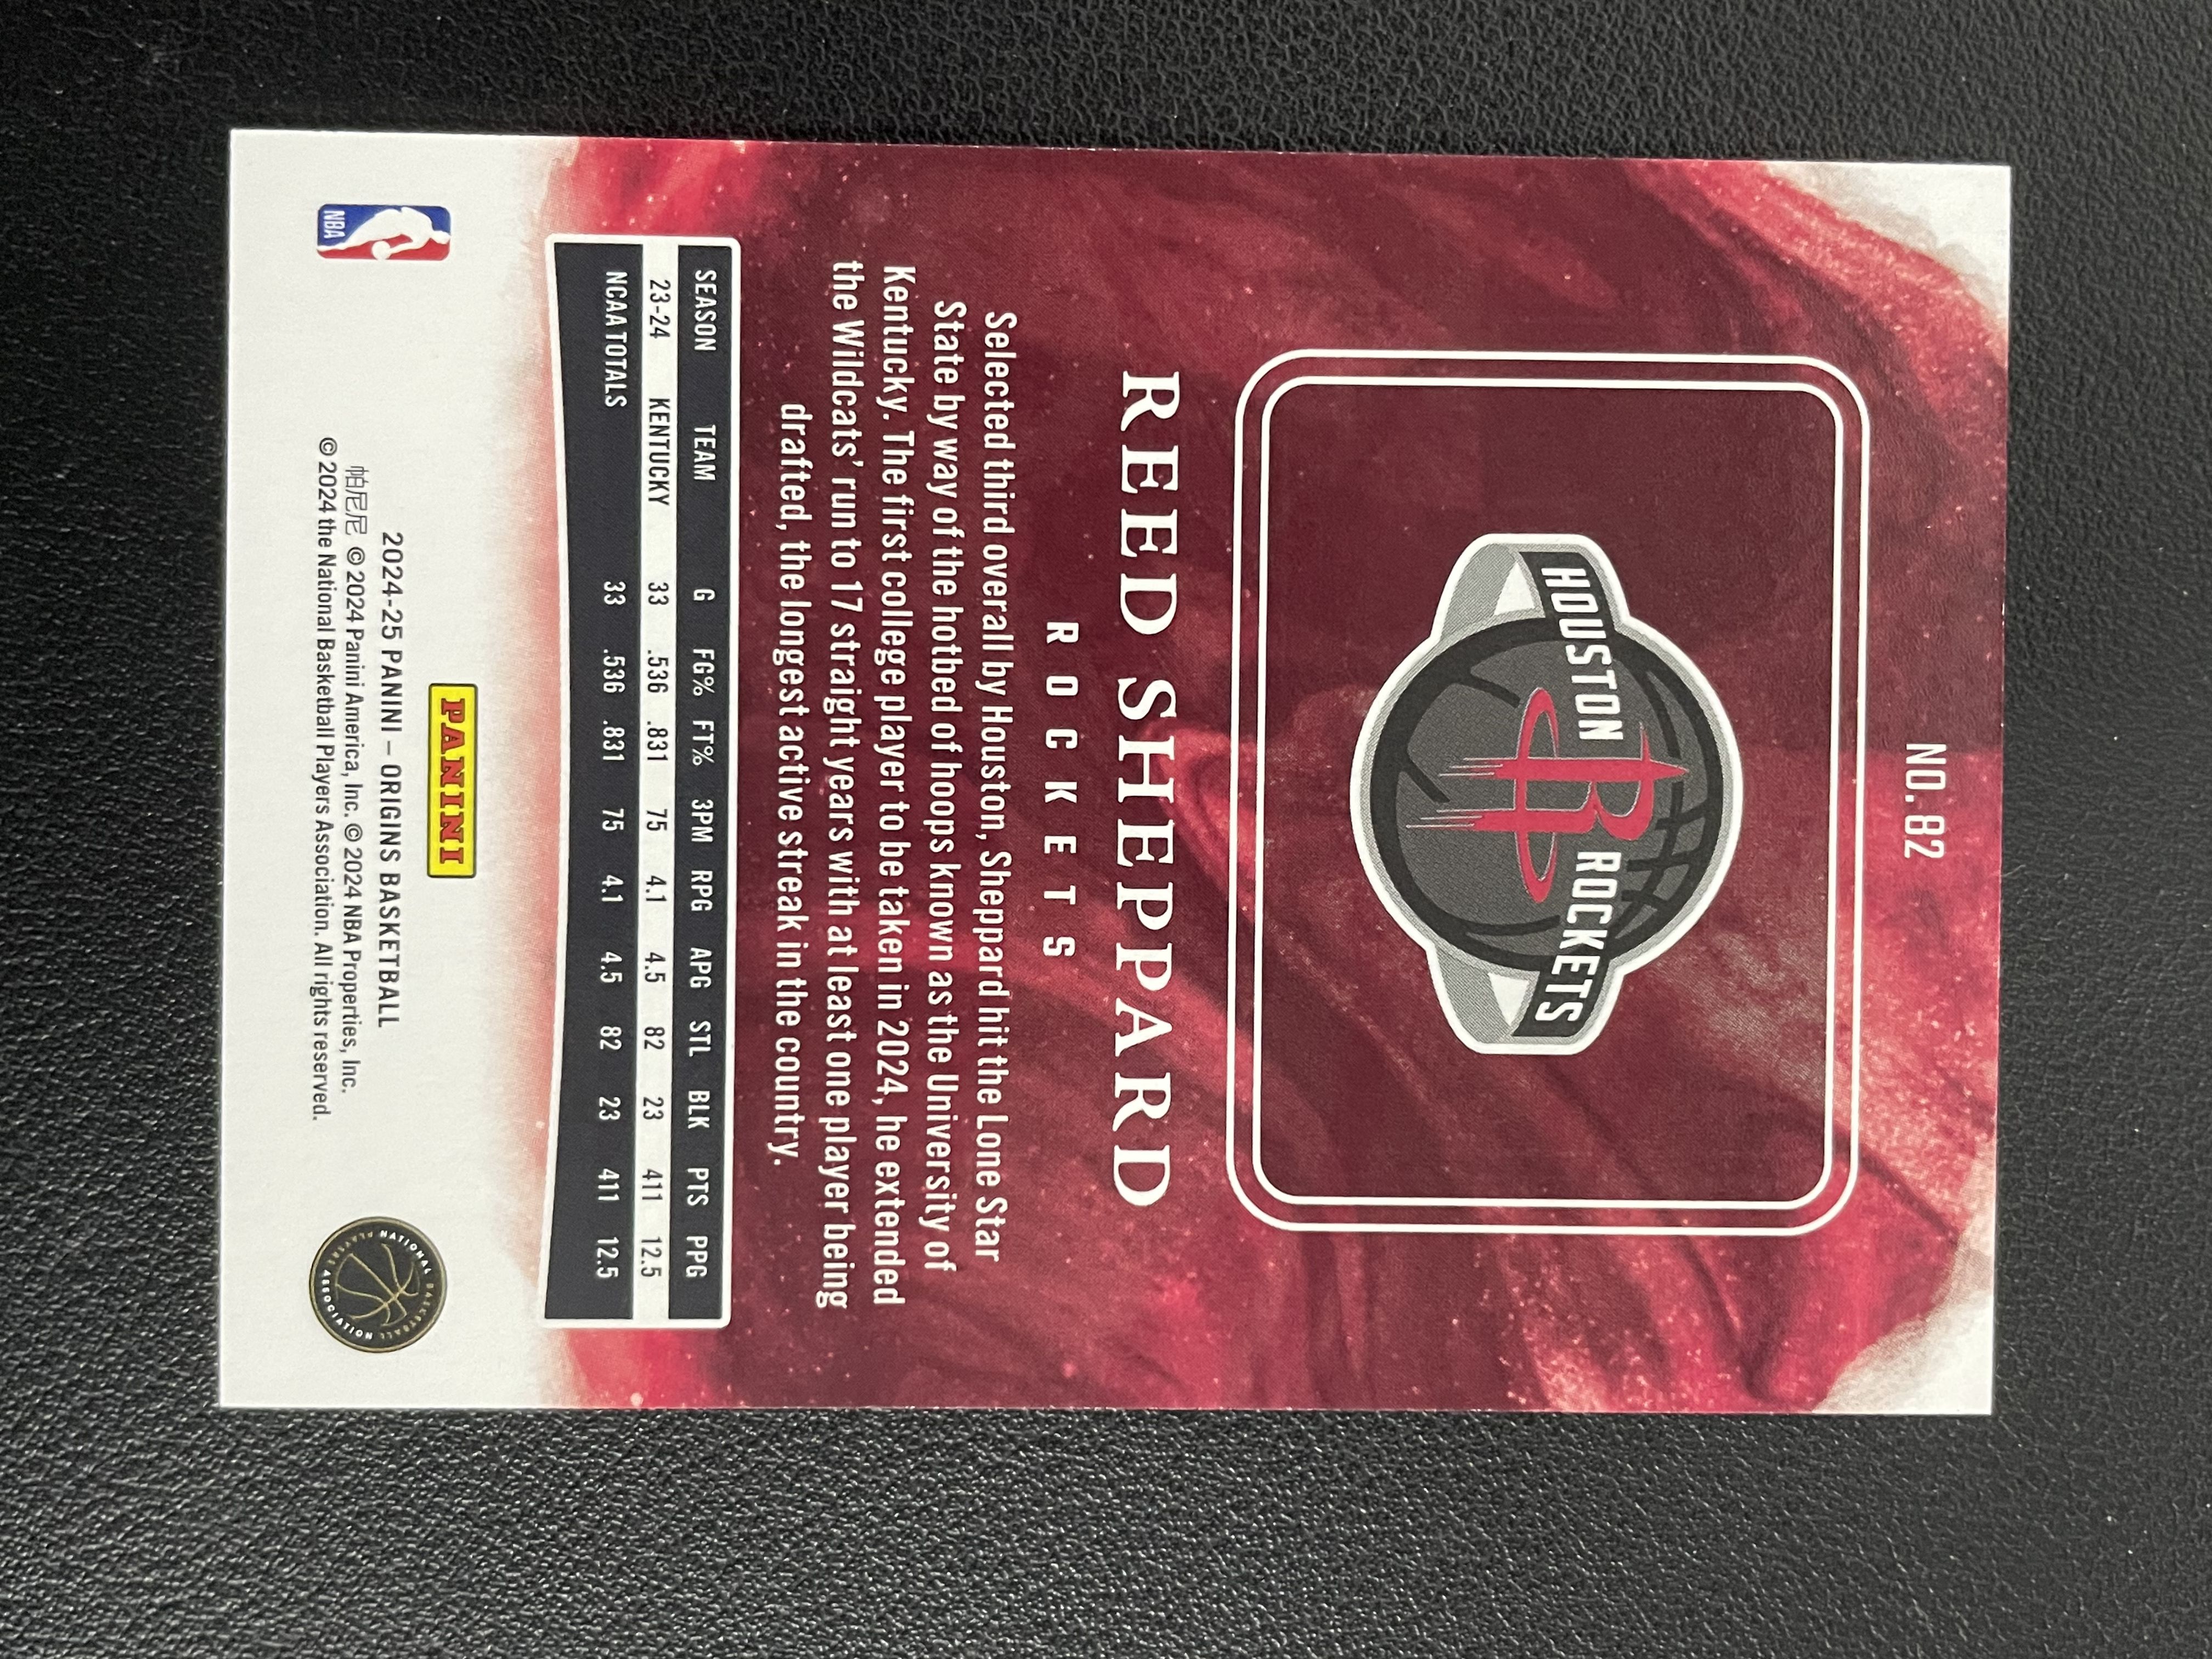 NO. 82
HOUSTON ROCKETS
REED SHEPPARD
ROCKETS
Selected third overall by Houston, Sheppard hit the Lone Star
State by way of the hotbed of hoops known as the University of
Kentucky. The first college player to be taken in 2024, he extended
the Wildcats' run to 17 straight years with at least one player being
drafted, the longest active streak in the country.
SEASON TEAM G FG% FT% 3PM RPG APG STL BLK PTS PPG
23-24 KENTUCKY 33 .536 .831 75 4.1 4.5 82 23 411 12.5
NCAA TOTALS 33 .536 .831 75 4.1 4.5 82 23 411 12.5
PANINI
NBA
2024-25 PANINI – ORIGINS BASKETBALL
帕尼尼 © 2024 Panini America, Inc. © 2024 NBA Properties, Inc.
© 2024 the National Basketball Players Association. All rights reserved.
NATIONAL BASKETBALL PLAYERS ASSOCIATION